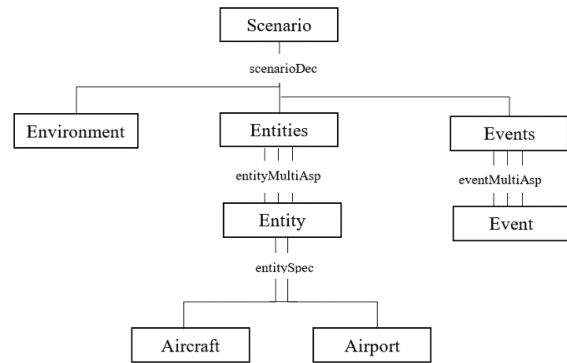 Scenario
scenarioDec
Environment
Entities
Events
entityMultiAsp
eventMultiAsp
Entity
Event
entitySpec
Aircraft
Airport